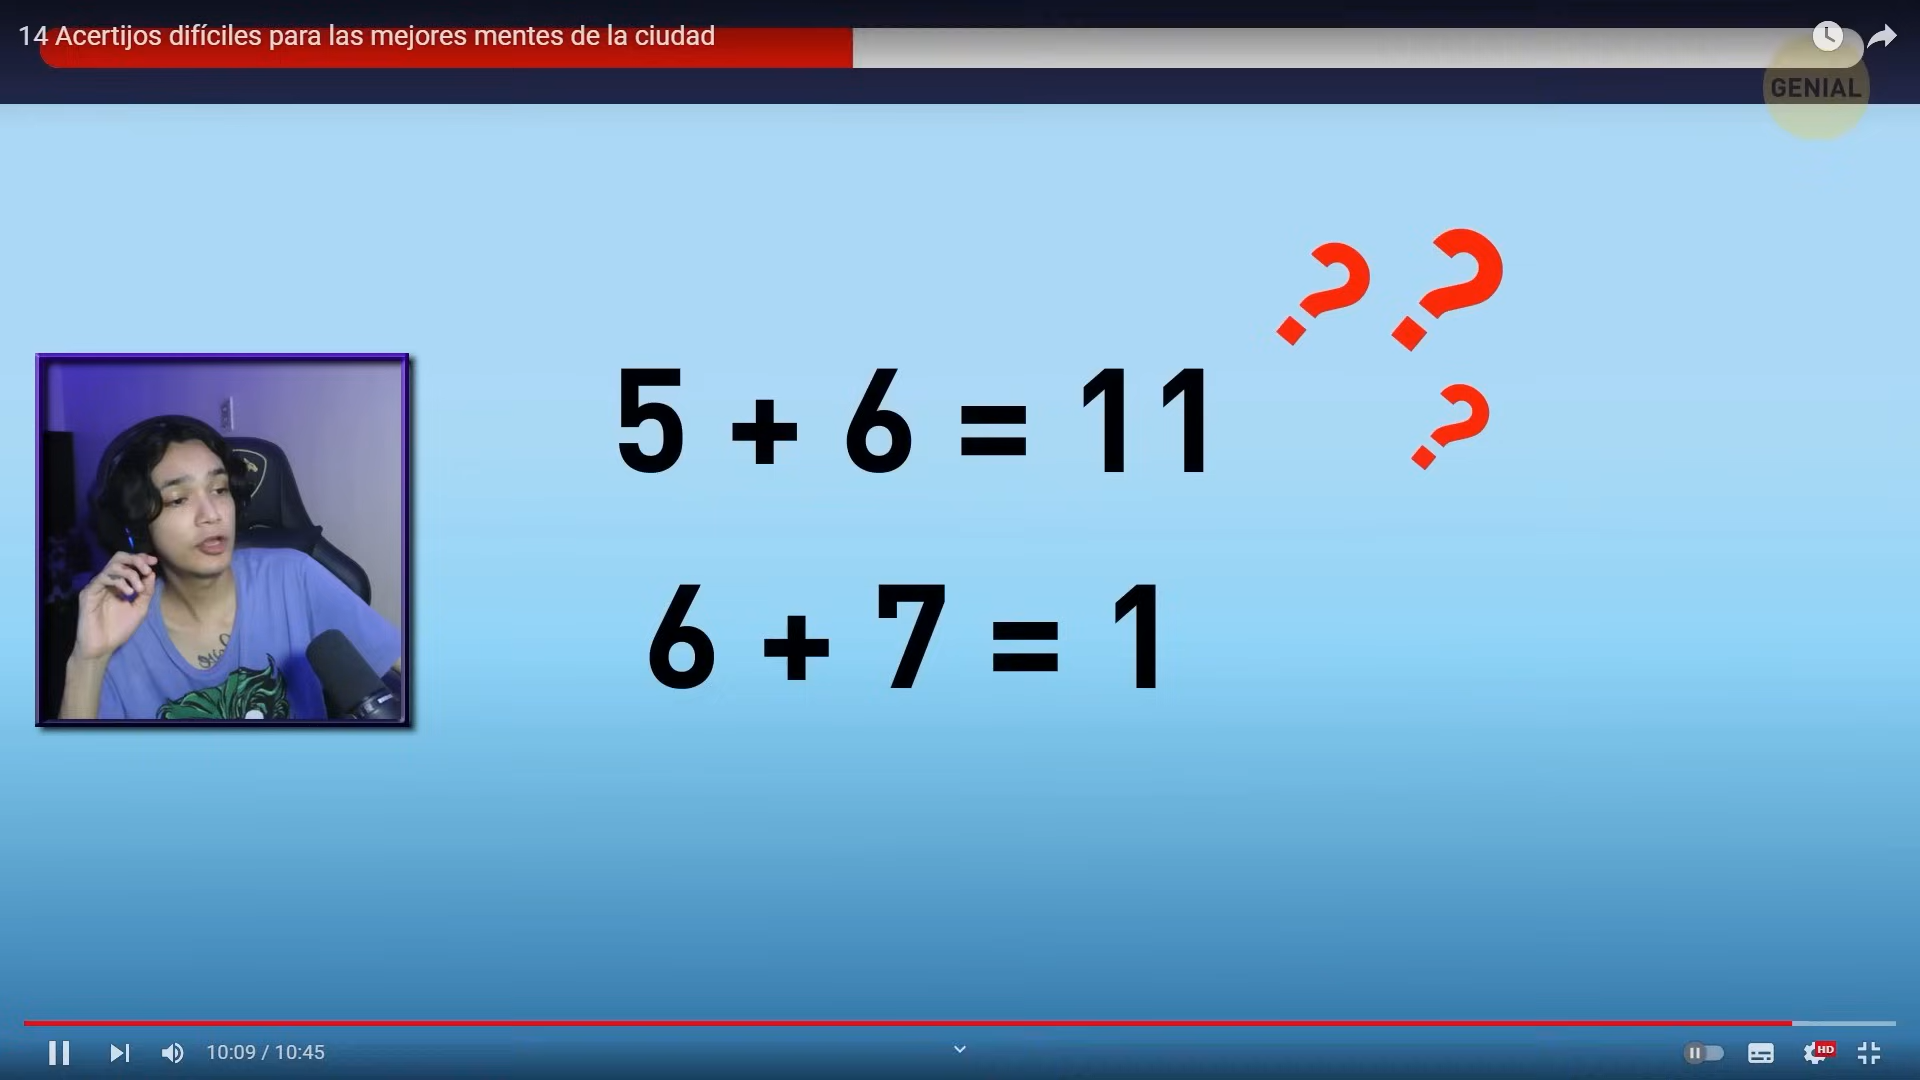 14 Acertijos difíciles para las mejores mentes de la ciudad
GENIAL
? ?
5 + 6 = 11
?
6 + 7 = 1
10:09 / 10:45
HD